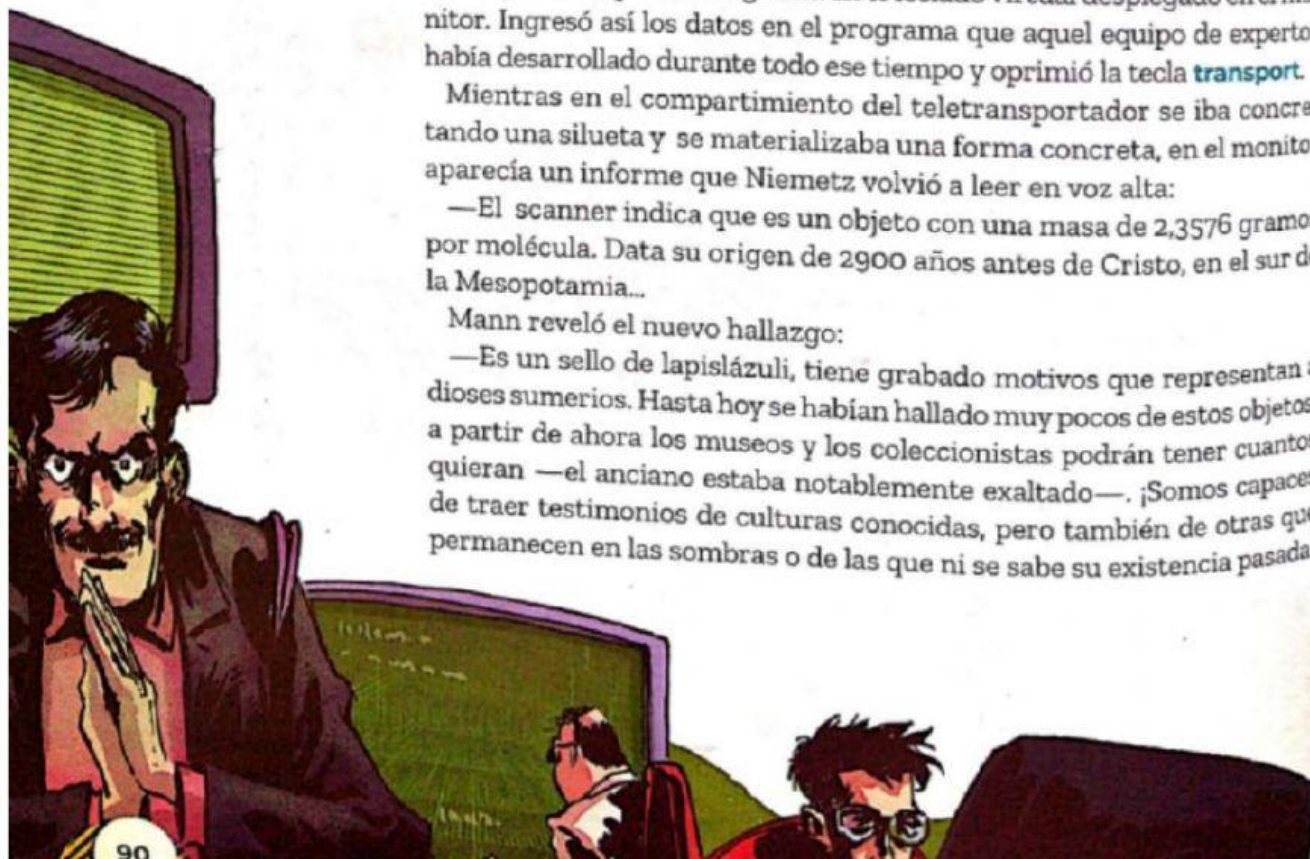 nitor. Ingresó así los datos en el programa que aquel equipo de experto
había desarrollado durante todo ese tiempo y oprimió la tecla transport.
Mientras en el compartimiento del teletransportador se iba concre
tando una silueta y se materializaba una forma concreta, en el monito
aparecía un informe que Niemetz volvió a leer en voz alta:
—El scanner indica que es un objeto con una masa de 2,3576 gramo
por molécula. Data su origen de 2900 años antes de Cristo, en el sur d
la Mesopotamia...
Mann reveló el nuevo hallazgo:
—Es un sello de lapislázuli, tiene grabado motivos que representan a
dioses sumerios. Hasta hoy se habían hallado muy pocos de estos objetos
a partir de ahora los museos y los coleccionistas podrán tener cuantos
quieran —el anciano estaba notablemente exaltado—. ¡Somos capaces
de traer testimonios de culturas conocidas, pero también de otras que
permanecen en las sombras o de las que ni se sabe su existencia pasada
90